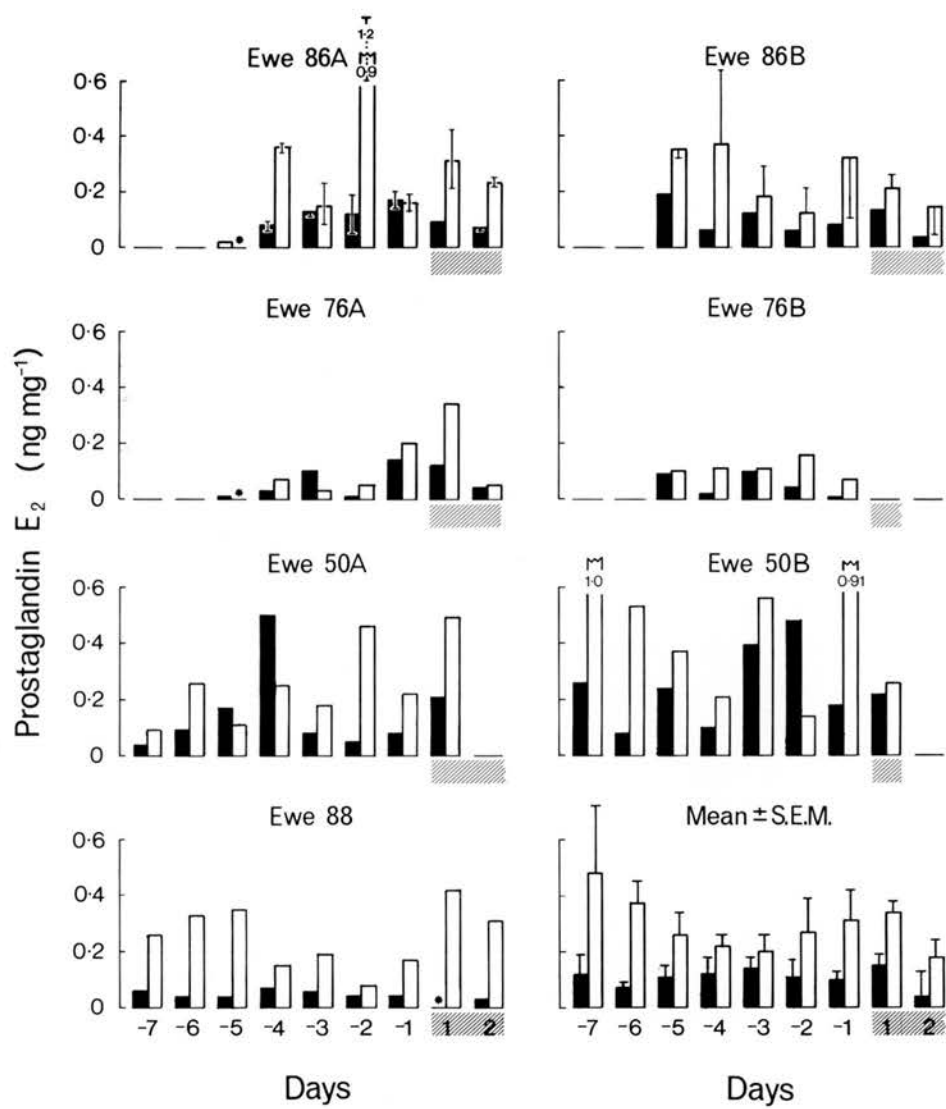 1·2
Ewe 86A
0·9
Ewe 86B
0·6
0·4
0·2
0
Ewe 76A
Ewe 76B
0·6
0·4
0·2
0
Prostaglandin E₂ (ng mg⁻¹)
Ewe 50A
Ewe 50B
1·0
0·91
0·6
0·4
0·2
0
Ewe 88
Mean ± S.E.M.
0·6
0·4
0·2
0
-7 -6 -5 -4 -3 -2 -1 1 2
-7 -6 -5 -4 -3 -2 -1 1 2
Days
Days